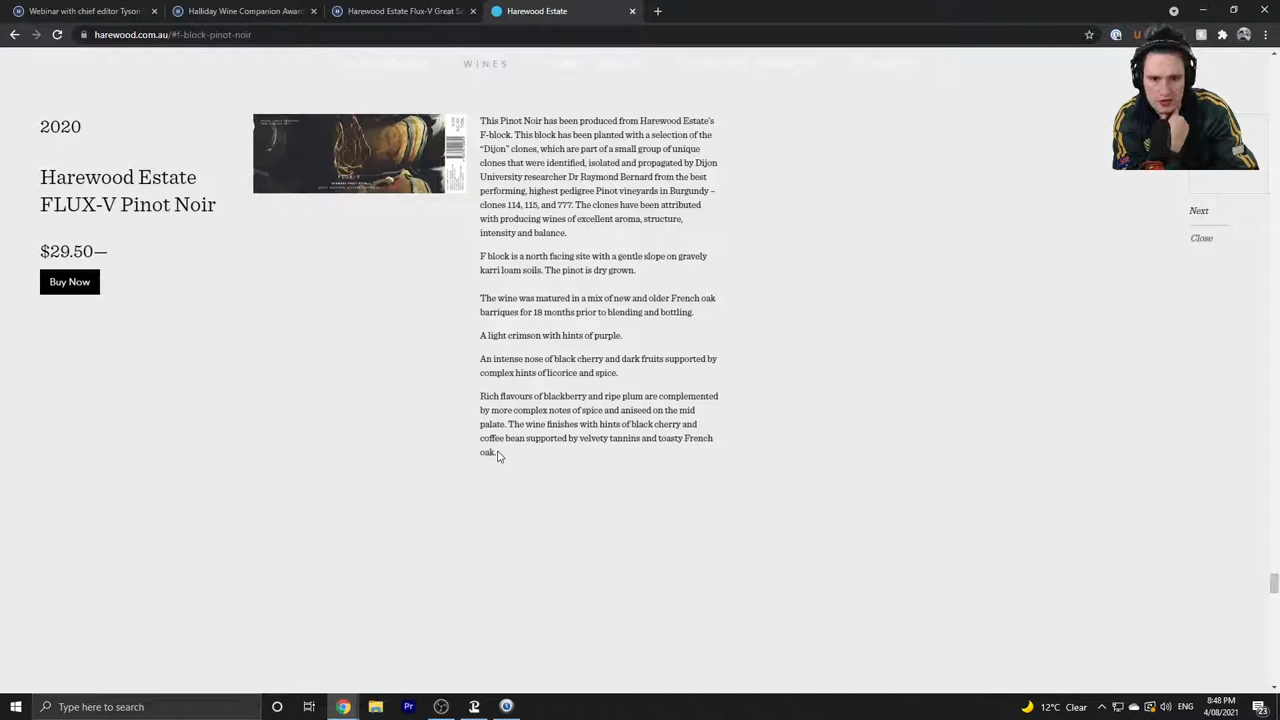 Webinar with chief editor Tyson
Halliday Wine Companion Award
Harewood Estate Flux-V Great S
Harewood Estate
harewood.com.au/#f-block-pinot-noir
WINES
2020
Harewood Estate
FLUX-V Pinot Noir
$29.50—
Buy Now
FLUX-V
This Pinot Noir has been produced from Harewood Estate's
F-block. This block has been planted with a selection of the
“Dijon” clones, which are part of a small group of unique
clones that were identified, isolated and propagated by Dijon
University researcher Dr Raymond Bernard from the best
performing, highest pedigree Pinot vineyards in Burgundy –
clones 114, 115, and 777. The clones have been attributed
with producing wines of excellent aroma, structure,
intensity and balance.
F block is a north facing site with a gentle slope on gravely
karri loam soils. The pinot is dry grown.
The wine was matured in a mix of new and older French oak
barriques for 18 months prior to blending and bottling.
A light crimson with hints of purple.
An intense nose of black cherry and dark fruits supported by
complex hints of licorice and spice.
Rich flavours of blackberry and ripe plum are complemented
by more complex notes of spice and aniseed on the mid
palate. The wine finishes with hints of black cherry and
coffee bean supported by velvety tannins and toasty French
oak.
Next
Close
Type here to search
Pr
12°C Clear
8:48 PM
4/08/2021